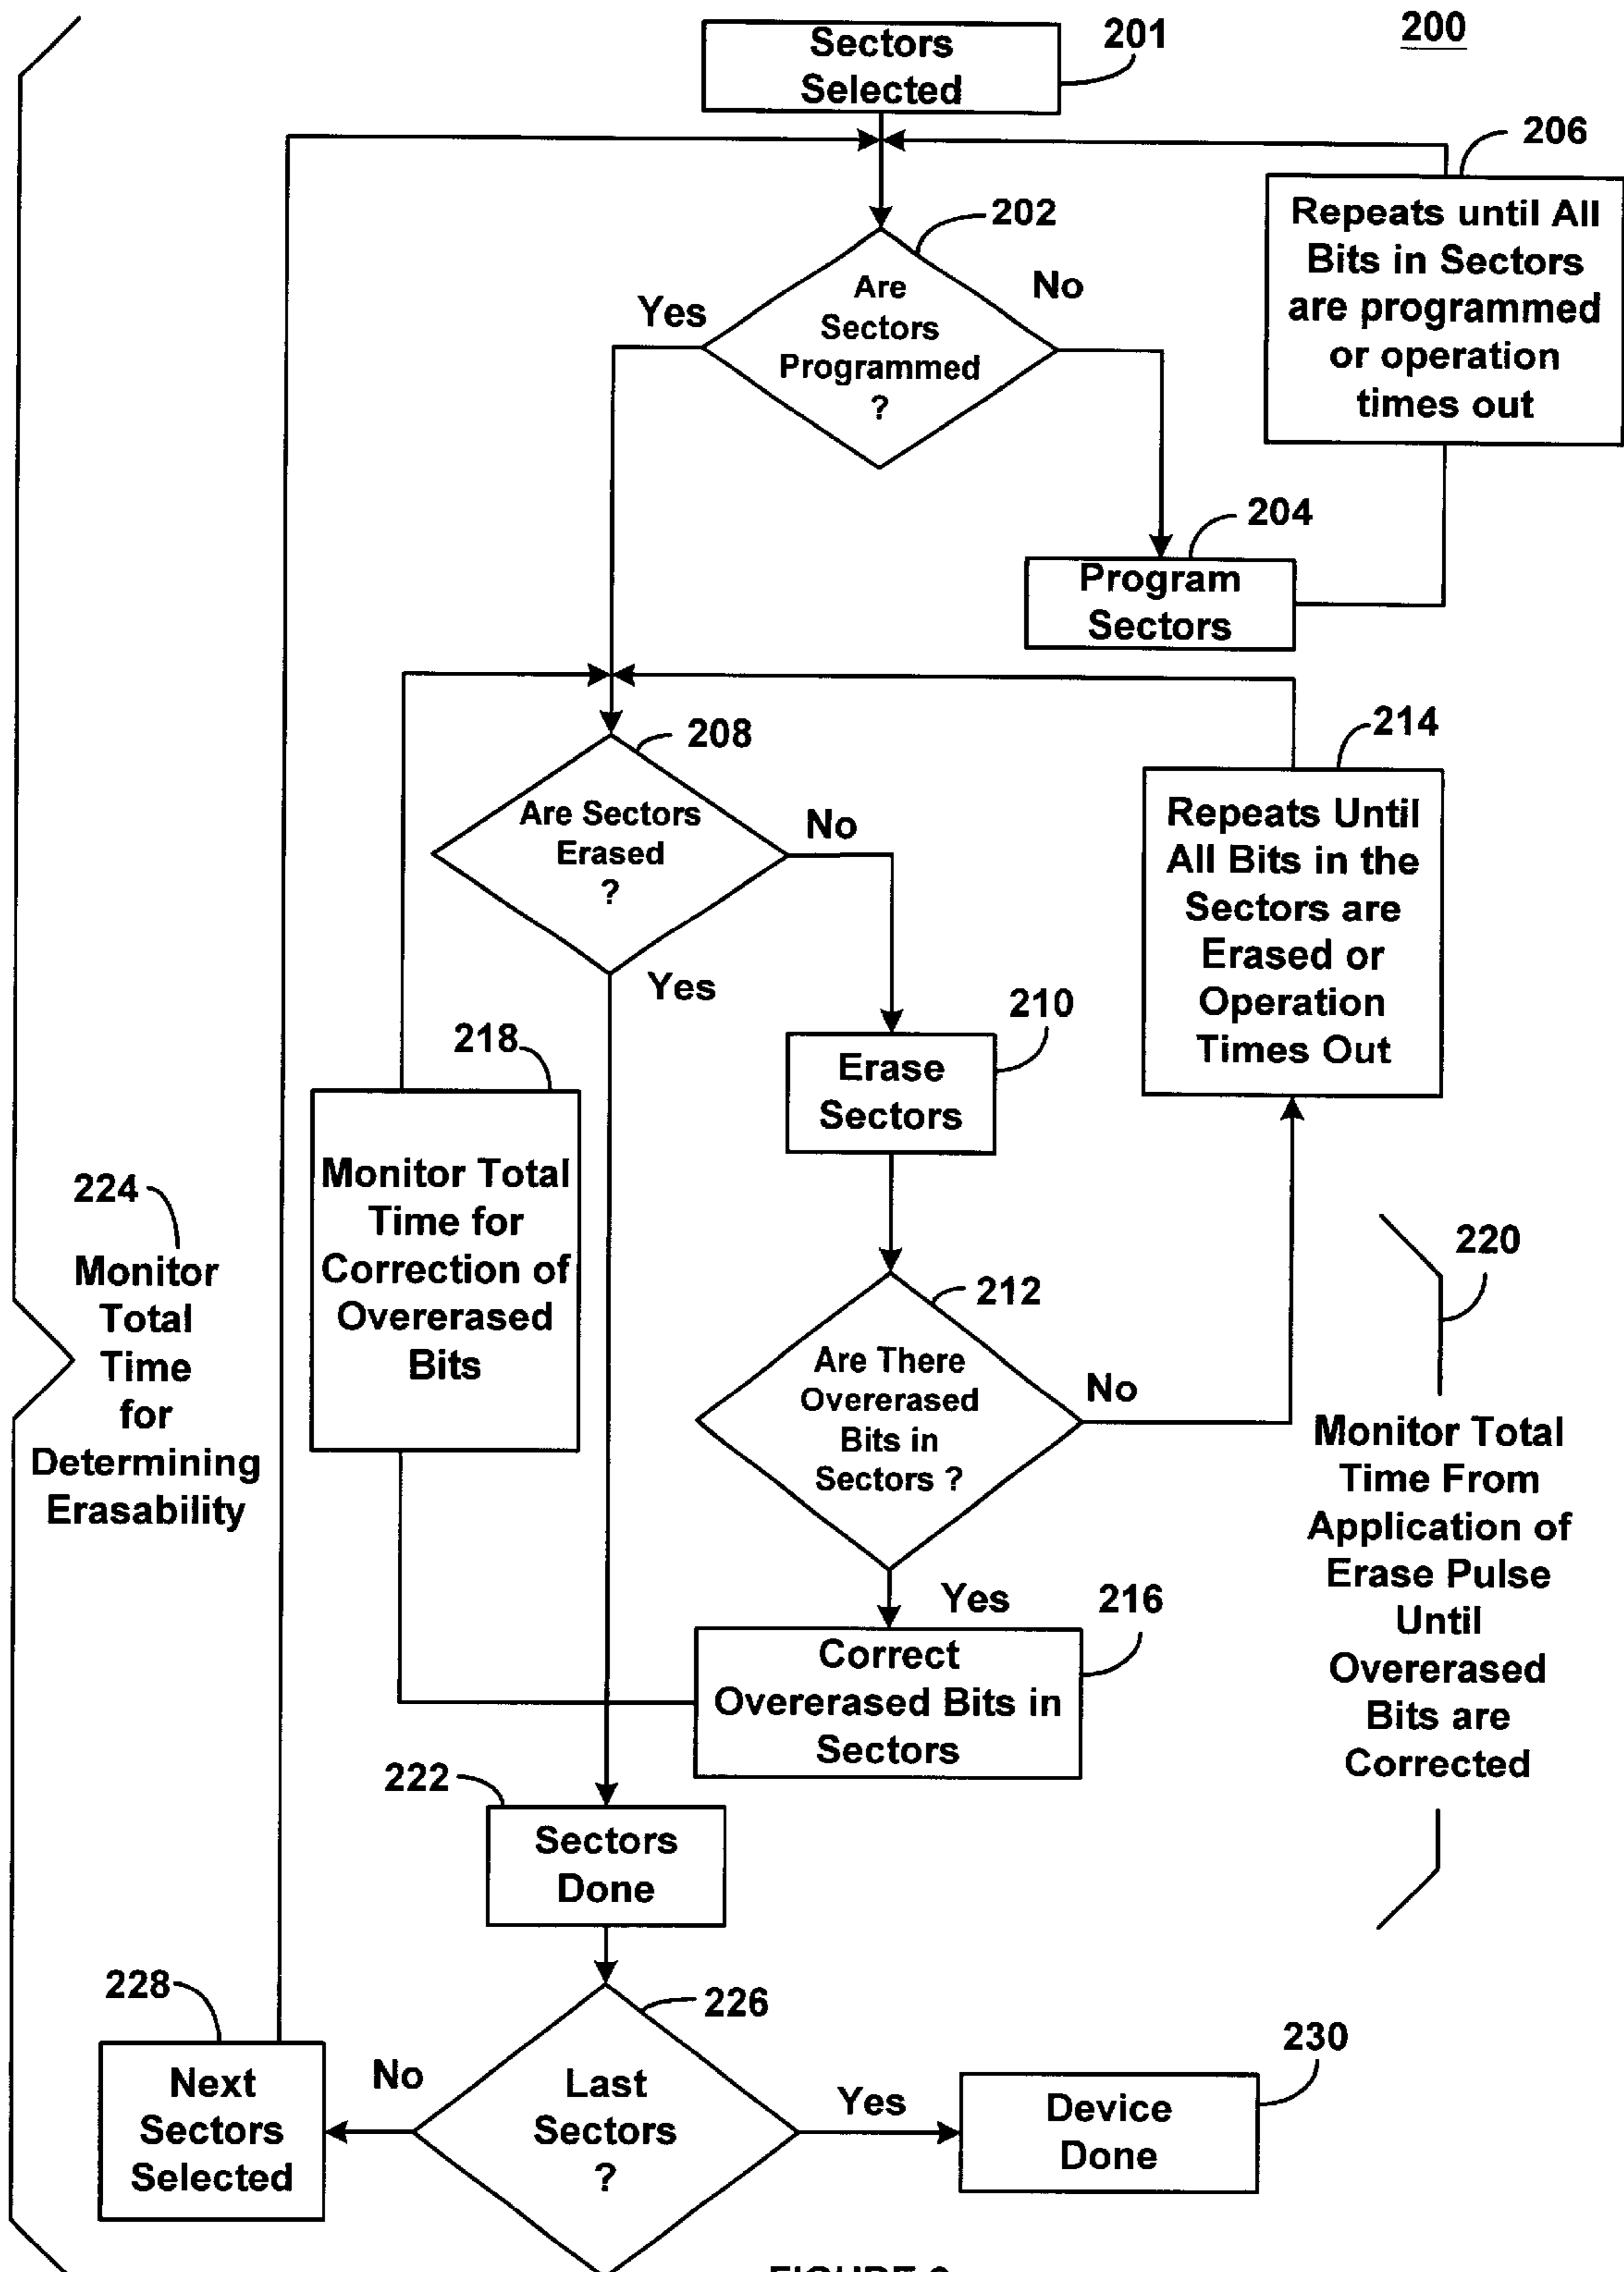 200
201
Sectors
Selected
206
Repeats until All
Bits in Sectors
are programmed
or operation
times out
202
Are
Sectors
Programmed
?
Yes
No
204
Program
Sectors
208
Are Sectors
Erased
?
No
Yes
214
Repeats Until
All Bits in the
Sectors are
Erased or
Operation
Times Out
210
Erase
Sectors
218
Monitor Total
Time for
Correction of
Overerased
Bits
224
Monitor
Total
Time
for
Determining
Erasability
212
Are There
Overerased
Bits in
Sectors ?
No
Yes
220
Monitor Total
Time From
Application of
Erase Pulse
Until
Overerased
Bits are
Corrected
216
Correct
Overerased Bits in
Sectors
222
Sectors
Done
226
Last
Sectors
?
No
Yes
228
Next
Sectors
Selected
230
Device
Done
FIGURE